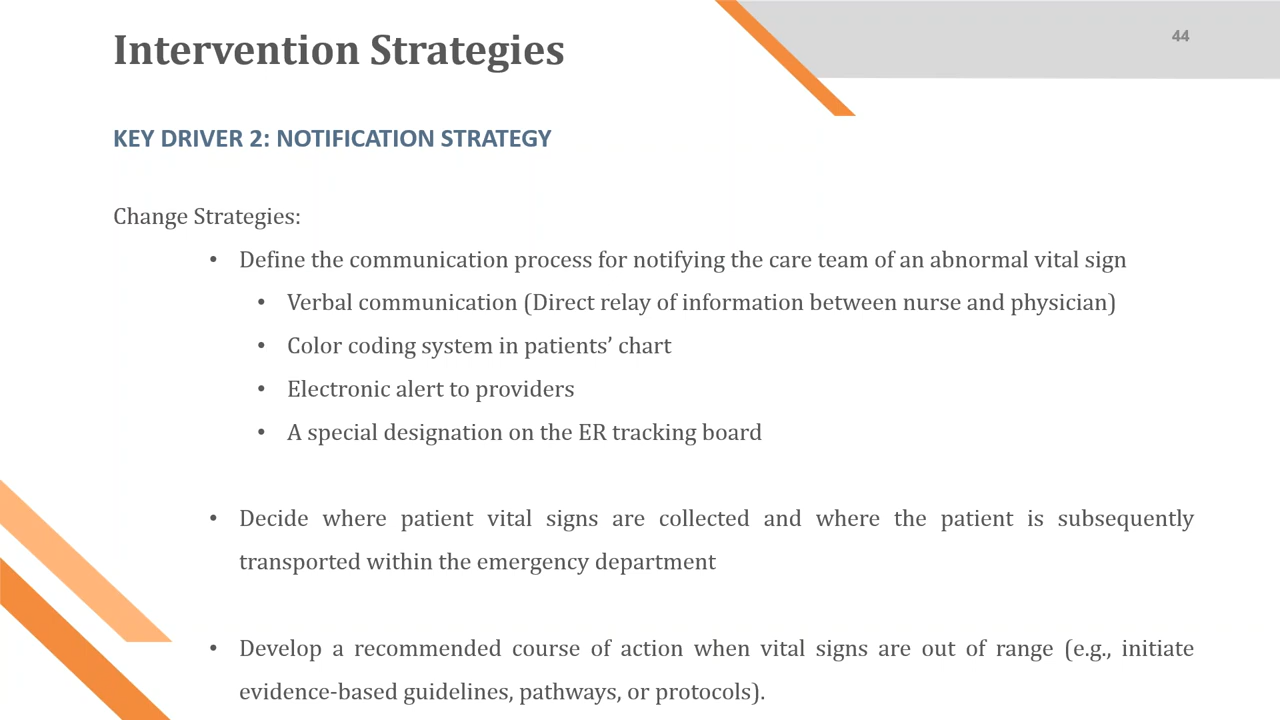 Intervention Strategies
44
KEY DRIVER 2: NOTIFICATION STRATEGY
Change Strategies:
• Define the communication process for notifying the care team of an abnormal vital sign
• Verbal communication (Direct relay of information between nurse and physician)
• Color coding system in patients’ chart
• Electronic alert to providers
• A special designation on the ER tracking board
• Decide where patient vital signs are collected and where the patient is subsequently
transported within the emergency department
• Develop a recommended course of action when vital signs are out of range (e.g., initiate
evidence-based guidelines, pathways, or protocols).